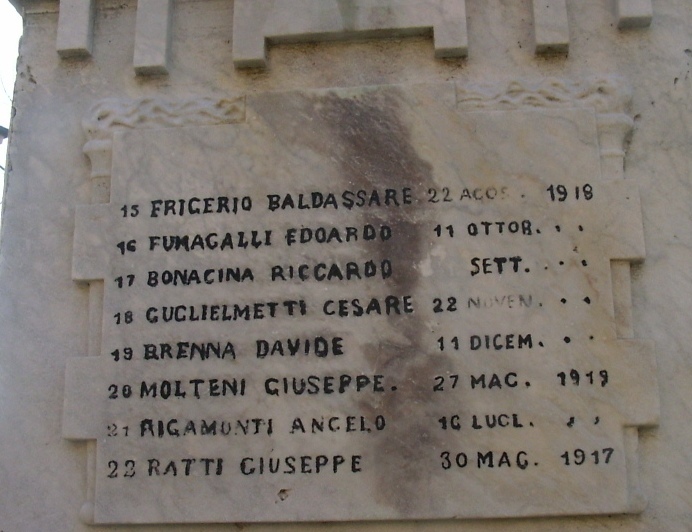 15 FRIGERIO BALDASSARE 22 AGOS. 1918
16 FUMAGALLI EDOARDO 11 OTTOB. . .
17 BONACINA RICCARDO SETT. . . .
18 GUGLIELMETTI CESARE 22 NOVEM. . .
19 BRENNA DAVIDE 11 DICEM. . .
20 MOLTENI GIUSEPPE. 27 MAG. 1919
21 RIGAMONTI ANGELO 16 LUGL. , ,
22 RATTI GIUSEPPE 30 MAG. 1917